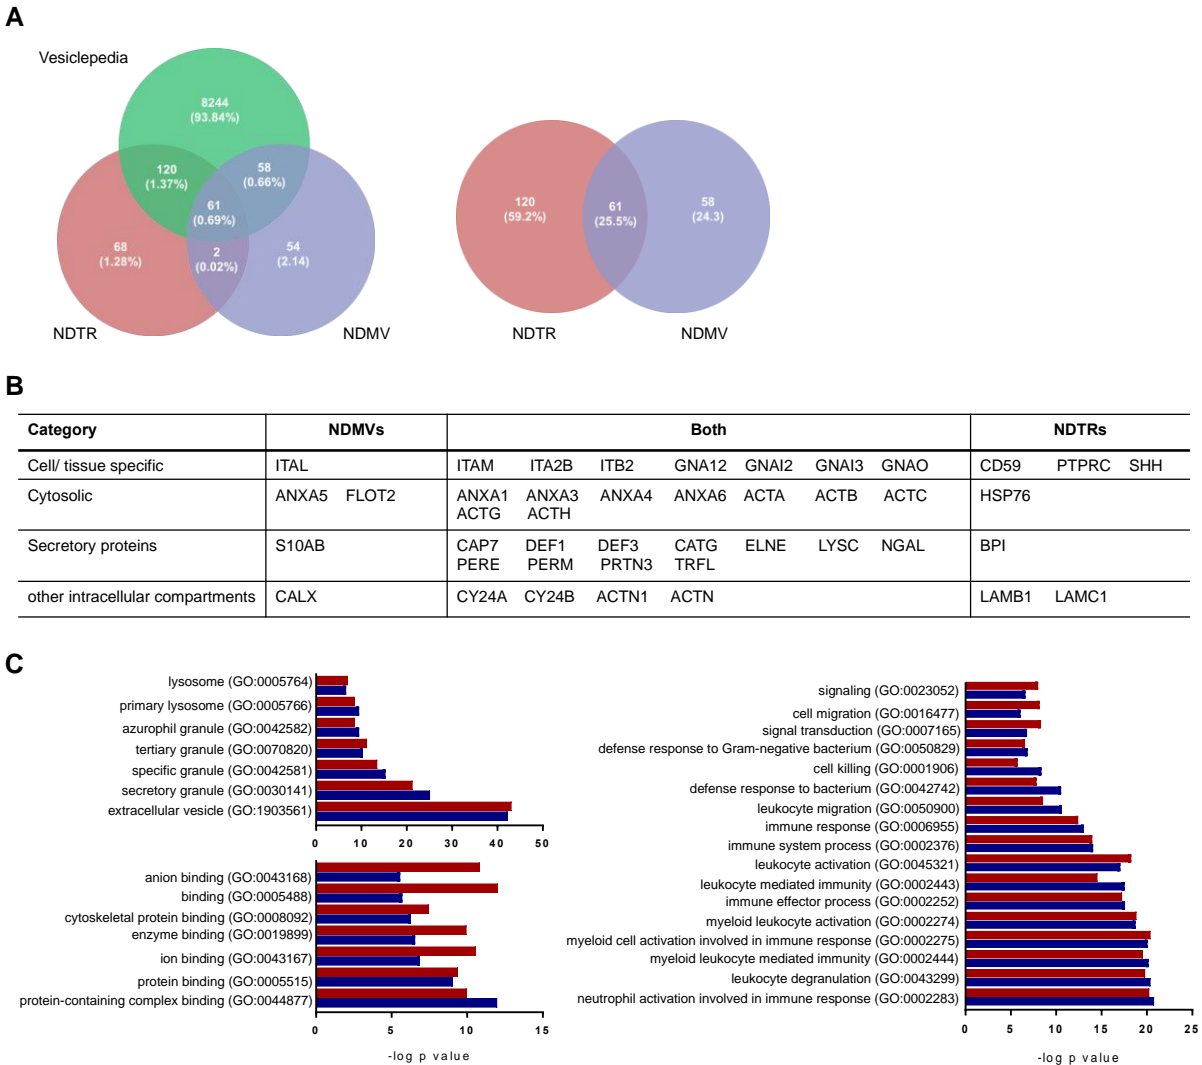 A
Vesiclepedia
8244
(93.84%)
120
(1.37%)
58
(0.66%)
61
(0.69%)
68
(1.28%)
2
(0.02%)
54
(2.14)
NDTR
NDMV
120
(59.2%)
61
(25.5%)
58
(24.3)
NDTR
NDMV
B
Category NDMVs Both NDTRs
Cell/ tissue specific ITAL ITAM ITA2B ITB2 GNA12 GNAI2 GNAI3 GNAO CD59 PTPRC SHH
Cytosolic ANXA5 FLOT2 ANXA1 ANXA3 ANXA4 ANXA6 ACTA ACTB ACTC HSP76
ACTG ACTH
Secretory proteins S10AB CAP7 DEF1 DEF3 CATG ELNE LYSC NGAL BPI
PERE PERM PRTN3 TRFL
other intracellular compartments CALX CY24A CY24B ACTN1 ACTN LAMB1 LAMC1
C
lysosome (GO:0005764)
primary lysosome (GO:0005766)
azurophil granule (GO:0042582)
tertiary granule (GO:0070820)
specific granule (GO:0042581)
secretory granule (GO:0030141)
extracellular vesicle (GO:1903561)
0 10 20 30 40 50
anion binding (GO:0043168)
binding (GO:0005488)
cytoskeletal protein binding (GO:0008092)
enzyme binding (GO:0019899)
ion binding (GO:0043167)
protein binding (GO:0005515)
protein-containing complex binding (GO:0044877)
0 5 10 15
-log p value
signaling (GO:0023052)
cell migration (GO:0016477)
signal transduction (GO:0007165)
defense response to Gram-negative bacterium (GO:0050829)
cell killing (GO:0001906)
defense response to bacterium (GO:0042742)
leukocyte migration (GO:0050900)
immune response (GO:0006955)
immune system process (GO:0002376)
leukocyte activation (GO:0045321)
leukocyte mediated immunity (GO:0002443)
immune effector process (GO:0002252)
myeloid leukocyte activation (GO:0002274)
myeloid cell activation involved in immune response (GO:0002275)
myeloid leukocyte mediated immunity (GO:0002444)
leukocyte degranulation (GO:0043299)
neutrophil activation involved in immune response (GO:0002283)
0 5 10 15 20 25
-log p value